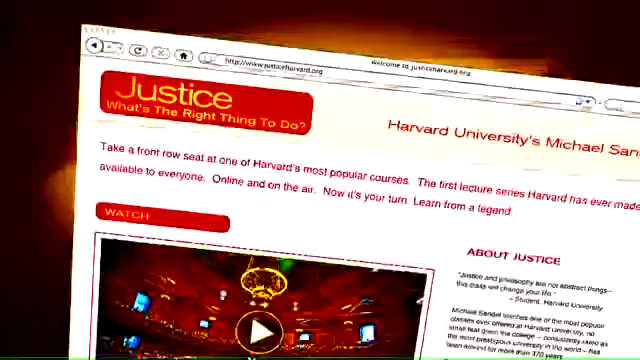 Welcome to justiceharvard.org
http://www.justiceharvard.org
Justice
What's The Right Thing To Do?
Harvard University's Michael
Take a front row seat at one of Harvard's most popular courses. The first lecture series Harvard has ever made
available to everyone. Online and on the air. Now it's your turn. Learn from a legend
WATCH
ABOUT JUSTICE
"Justice and philosophy are not abstract things--
this class will change your life."
– Student, Harvard University
Michael Sandel teaches one of the most popular
classes ever offered at Harvard University, no
small feat given the college –
the most prestigious university in the world – has
been around for more than 370 years